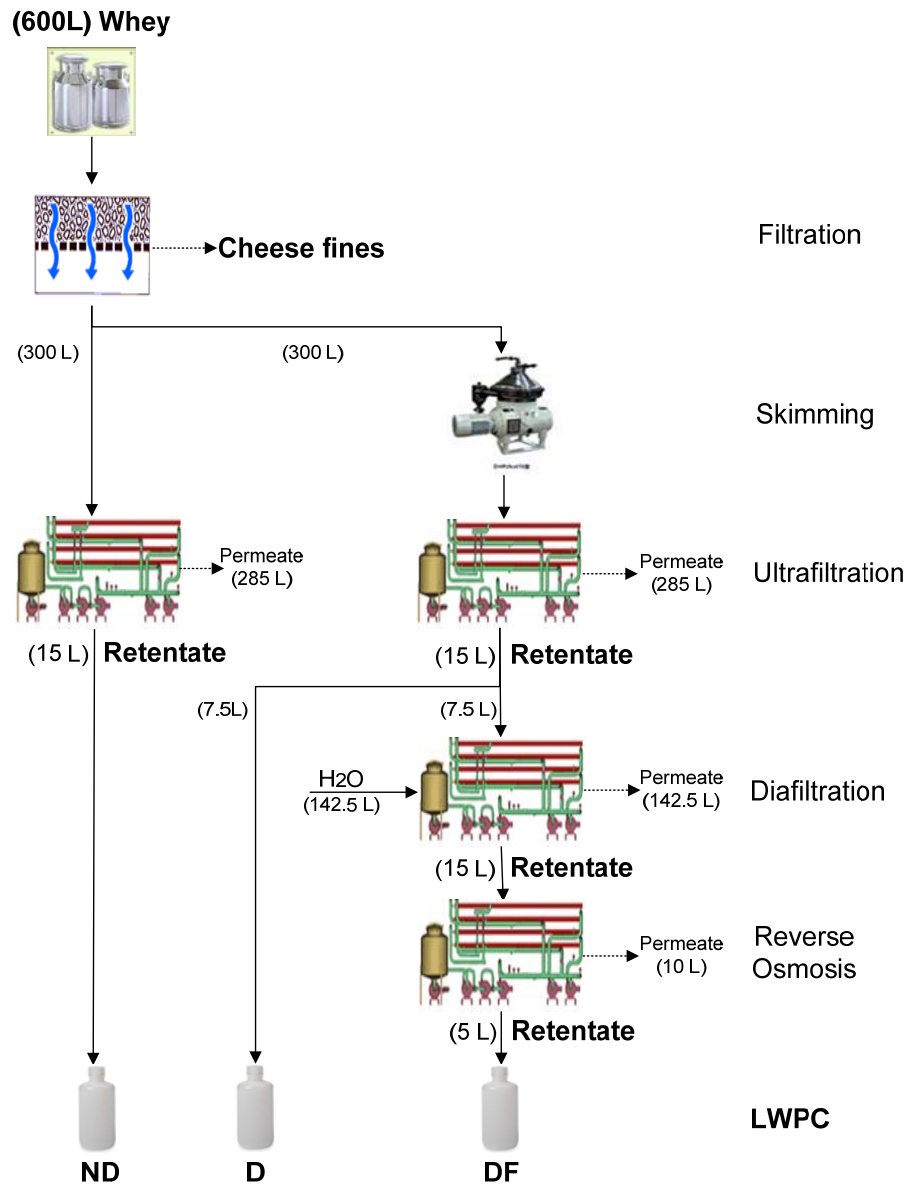 (600L) Whey
Filtration
Cheese fines
(300 L)
(300 L)
Skimming
Permeate
(285 L)
Permeate
(285 L)
Ultrafiltration
(15 L) Retentate
(15 L) Retentate
(7.5L)
(7.5 L)
H2O
(142.5 L)
Permeate
(142.5 L)
Diafiltration
(15 L) Retentate
Permeate
(10 L)
Reverse
Osmosis
(5 L) Retentate
LWPC
ND
D
DF